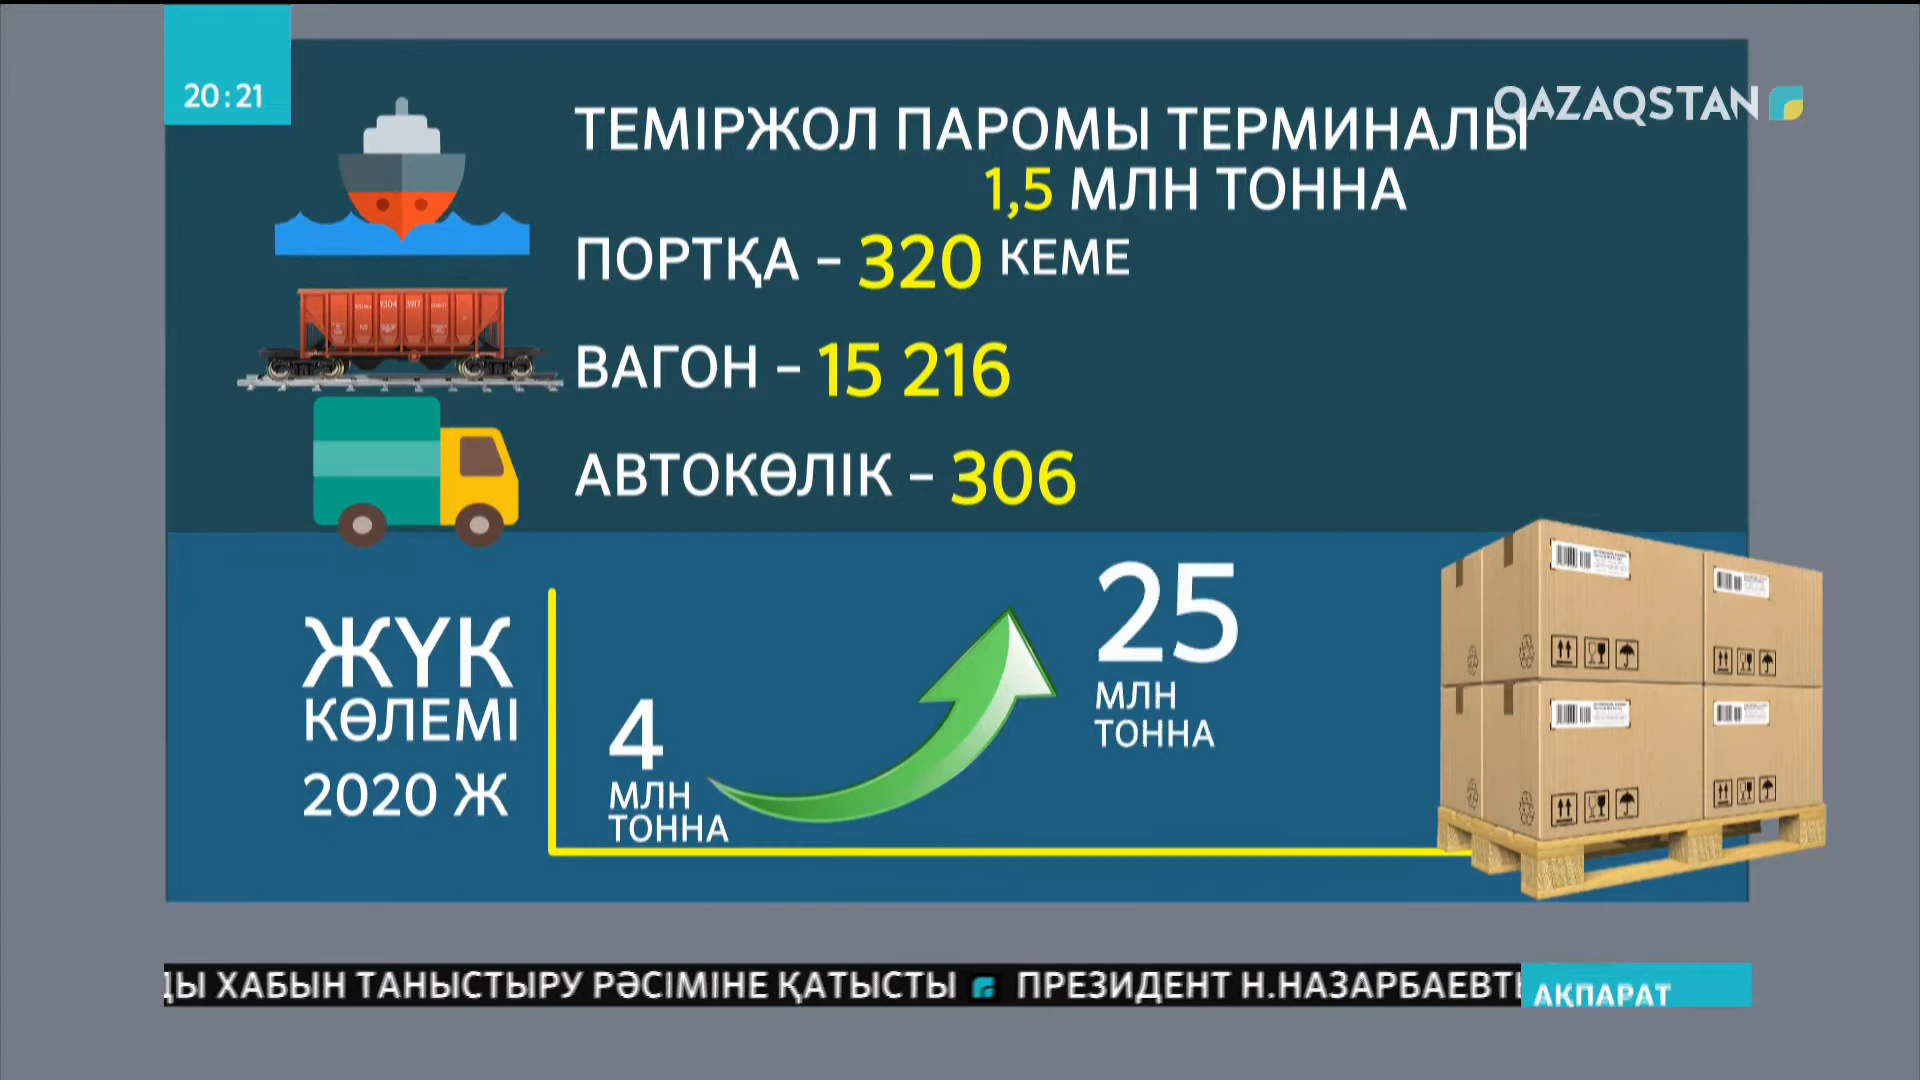 20:21
QAZAQSTAN
ТЕМІРЖОЛ ПАРОМЫ ТЕРМИНАЛЫ
1,5 МЛН ТОННА
ПОРТҚА – 320 КЕМЕ
ВАГОН – 15 216
АВТОКӨЛІК – 306
ЖҮК
КӨЛЕМІ
2020 Ж
4
МЛН
ТОННА
25
МЛН
ТОННА
ХАБЫН ТАНЫСТЫРУ РӘСІМІНЕ ҚАТЫСТЫ ПРЕЗИДЕНТ Н.НАЗАРБАЕВТ
АҚПАРАТ